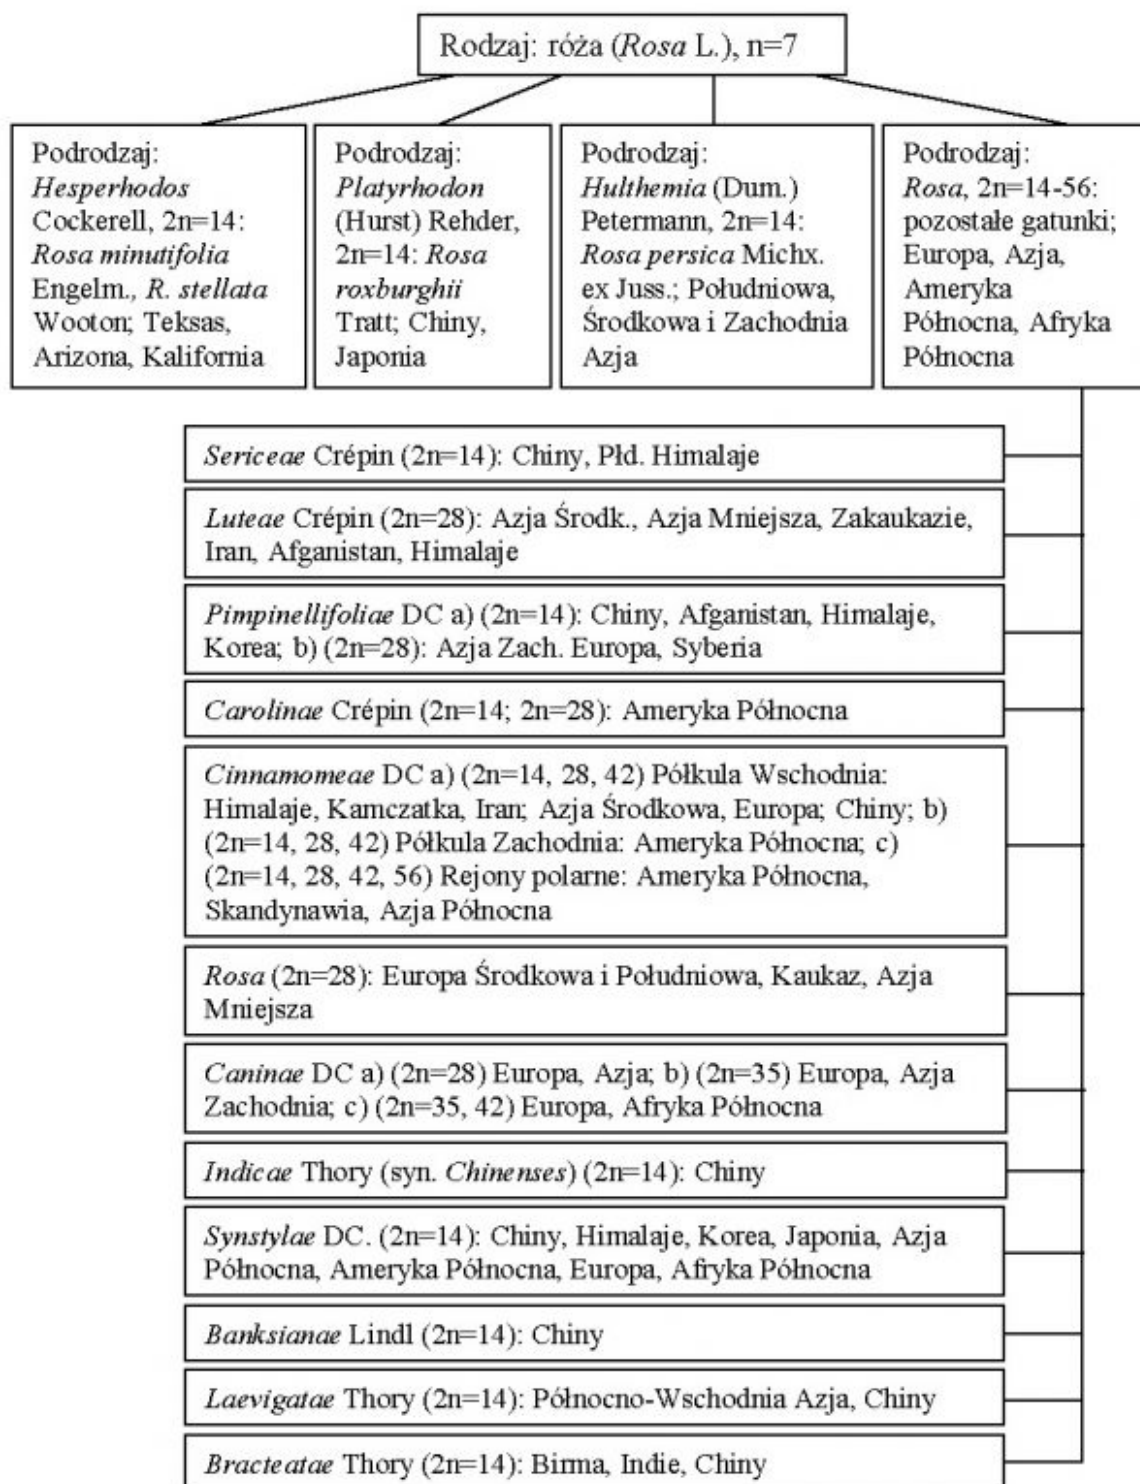 Rodzaj: róża (Rosa L.), n=7
Podrodzaj:
Hesperhodos
Cockerell, 2n=14:
Rosa minutifolia
Engelm., R. stellata
Wooton; Teksas,
Arizona, Kalifornia
Podrodzaj:
Platyrhodon
(Hurst) Rehder,
2n=14: Rosa
roxburghii
Tratt; Chiny,
Japonia
Podrodzaj:
Hulthemia (Dum.)
Petermann, 2n=14:
Rosa persica Michx.
ex Juss.; Południowa,
Środkowa i Zachodnia
Azja
Podrodzaj:
Rosa, 2n=14-56:
pozostałe gatunki;
Europa, Azja,
Ameryka
Północna, Afryka
Północna
Sericeae Crépin (2n=14): Chiny, Płd. Himalaje
Luteae Crépin (2n=28): Azja Środk., Azja Mniejsza, Zakaukazie,
Iran, Afganistan, Himalaje
Pimpinellifoliae DC a) (2n=14): Chiny, Afganistan, Himalaje,
Korea; b) (2n=28): Azja Zach. Europa, Syberia
Carolinae Crépin (2n=14; 2n=28): Ameryka Północna
Cinnamomeae DC a) (2n=14, 28, 42) Półkula Wschodnia:
Himalaje, Kamczatka, Iran; Azja Środkowa, Europa; Chiny; b)
(2n=14, 28, 42) Półkula Zachodnia: Ameryka Północna; c)
(2n=14, 28, 42, 56) Rejony polarne: Ameryka Północna,
Skandynawia, Azja Północna
Rosa (2n=28): Europa Środkowa i Południowa, Kaukaz, Azja
Mniejsza
Caninae DC a) (2n=28) Europa, Azja; b) (2n=35) Europa, Azja
Zachodnia; c) (2n=35, 42) Europa, Afryka Północna
Indicae Thory (syn. Chinenses) (2n=14): Chiny
Synstylae DC. (2n=14): Chiny, Himalaje, Korea, Japonia, Azja
Północna, Ameryka Północna, Europa, Afryka Północna
Banksianae Lindl (2n=14): Chiny
Laevigatae Thory (2n=14): Północno-Wschodnia Azja, Chiny
Bracteatae Thory (2n=14): Birma, Indie, Chiny